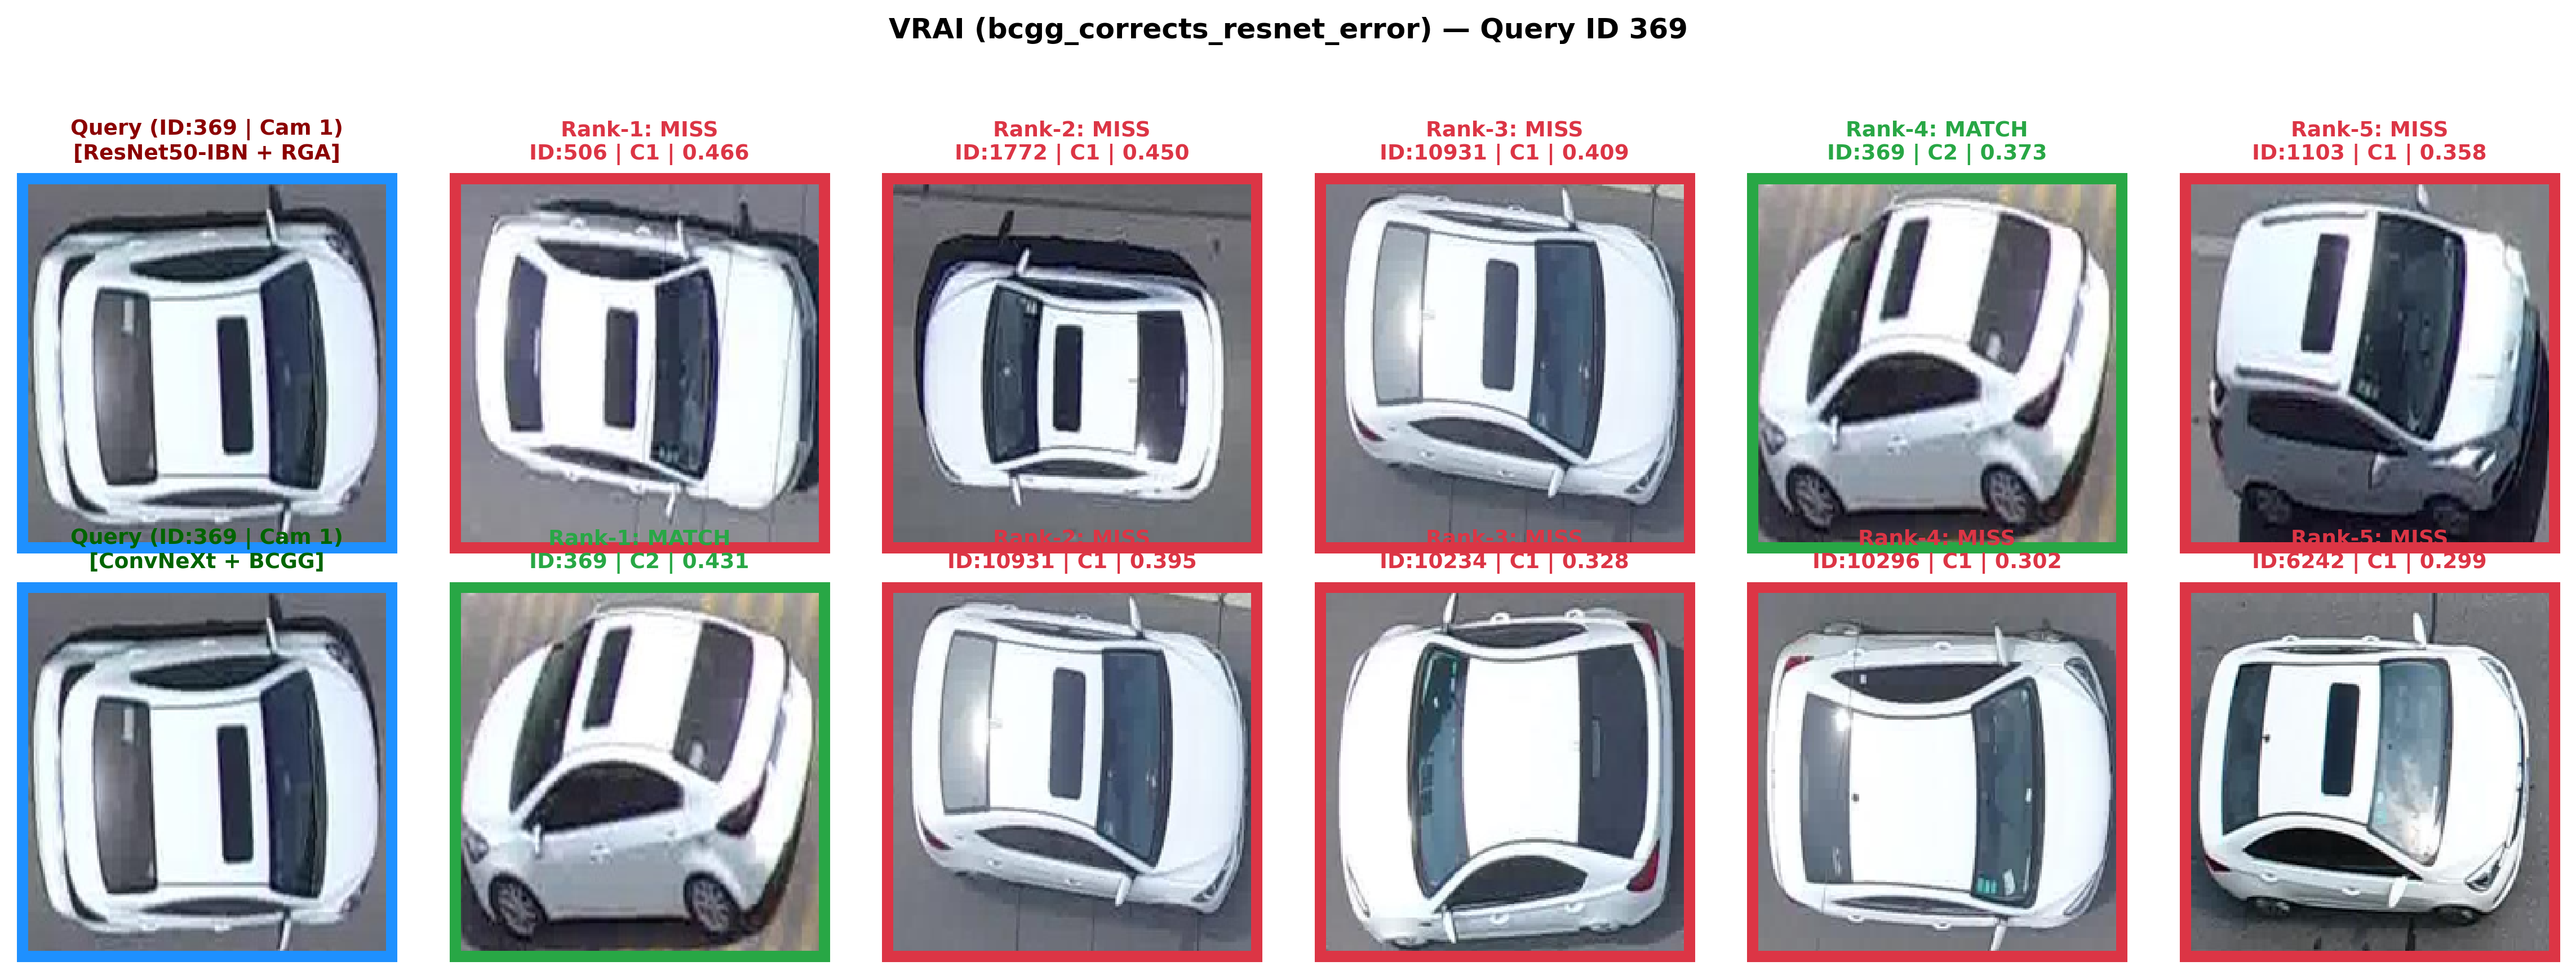 VRAI (bcgg_corrects_resnet_error) — Query ID 369
Query (ID:369 | Cam 1)
[ResNet50-IBN + RGA]
Rank-1: MISS
ID:506 | C1 | 0.466
Rank-2: MISS
ID:1772 | C1 | 0.450
Rank-3: MISS
ID:10931 | C1 | 0.409
Rank-4: MATCH
ID:369 | C2 | 0.373
Rank-5: MISS
ID:1103 | C1 | 0.358
Query (ID:369 | Cam 1)
[ConvNeXt + BCGG]
Rank-1: MATCH
ID:369 | C2 | 0.431
Rank-2: MISS
ID:10931 | C1 | 0.395
Rank-3: MISS
ID:10234 | C1 | 0.328
Rank-4: MISS
ID:10296 | C1 | 0.302
Rank-5: MISS
ID:6242 | C1 | 0.299